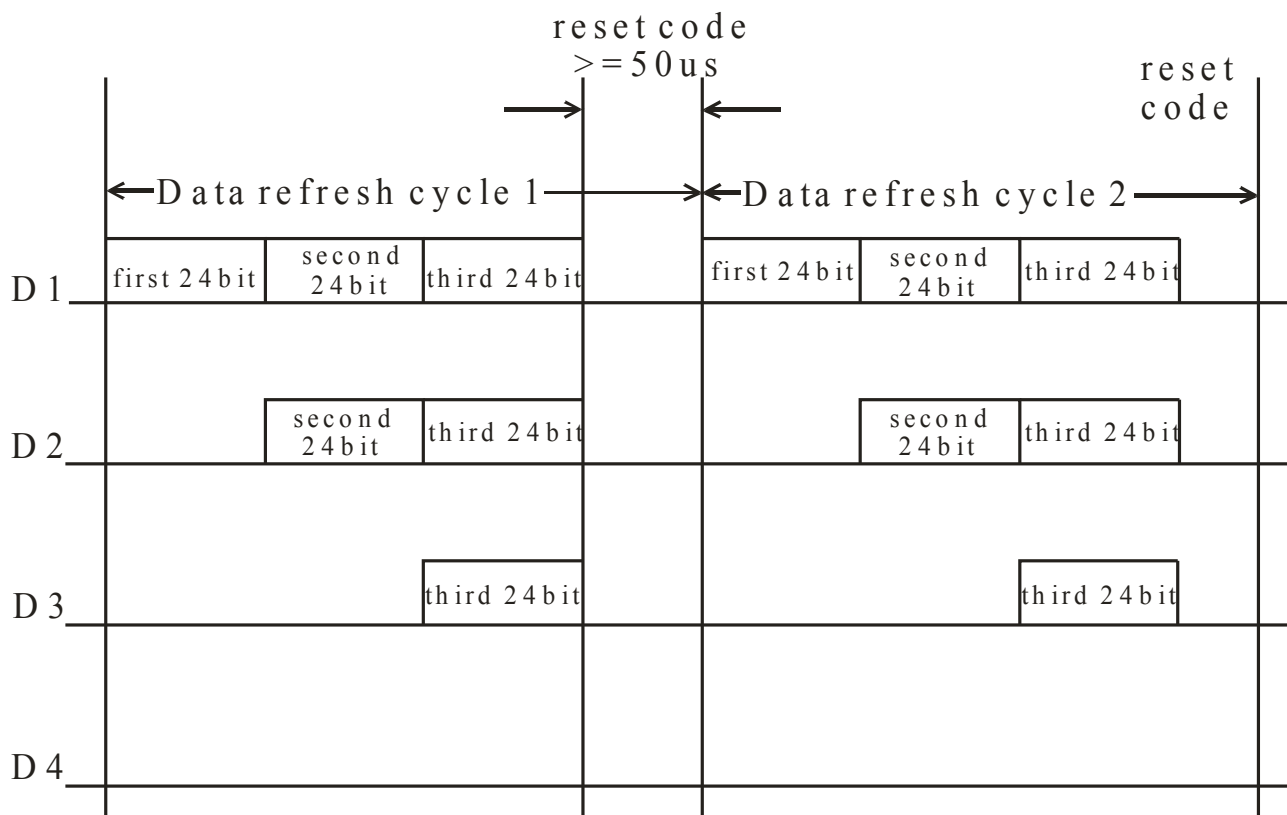 reset code
>=50us
reset
code
Data refresh cycle 1
Data refresh cycle 2
D1
first 24bit
second
24bit
third 24bit
first 24bit
second
24bit
third 24bit
D2
second
24bit
third 24bit
second
24bit
third 24bit
D3
third 24bit
third 24bit
D4